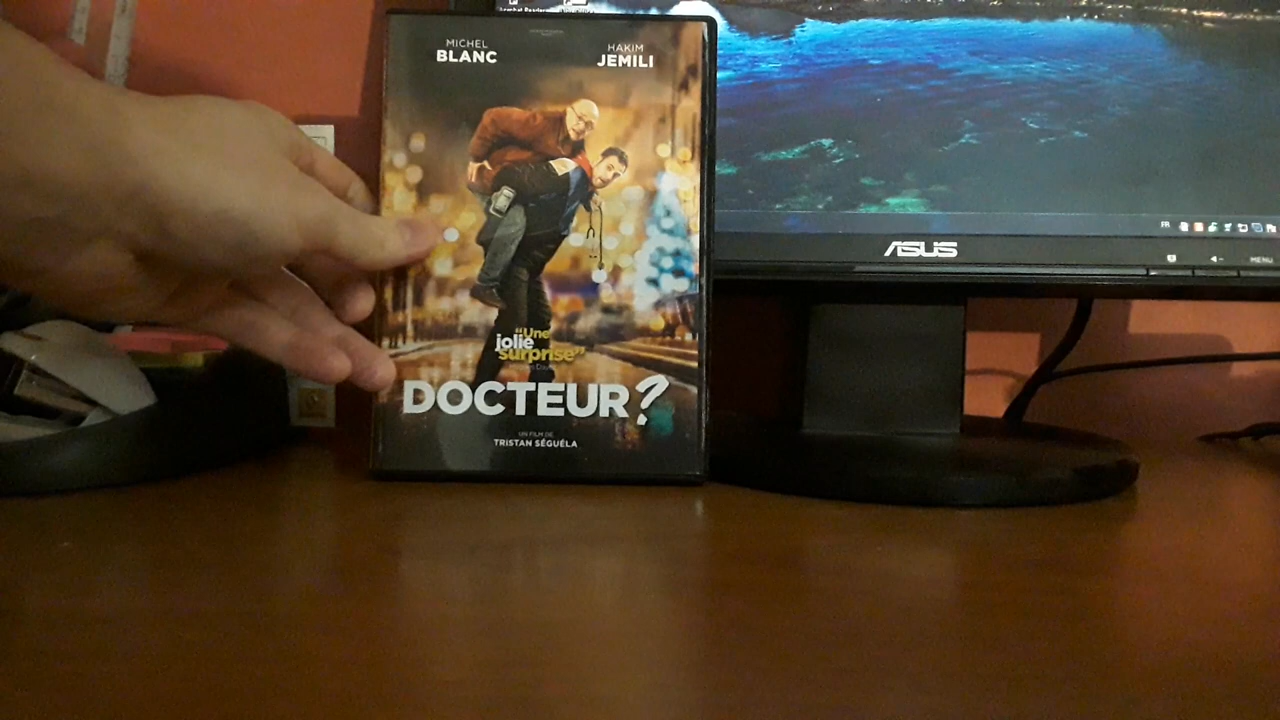 MICHEL
BLANC
HAKIM
JEMILI
"Une
jolie
surprise"
DOCTEUR?
UN FILM DE
TRISTAN SÉGUÉLA
FR
ASUS
MENU